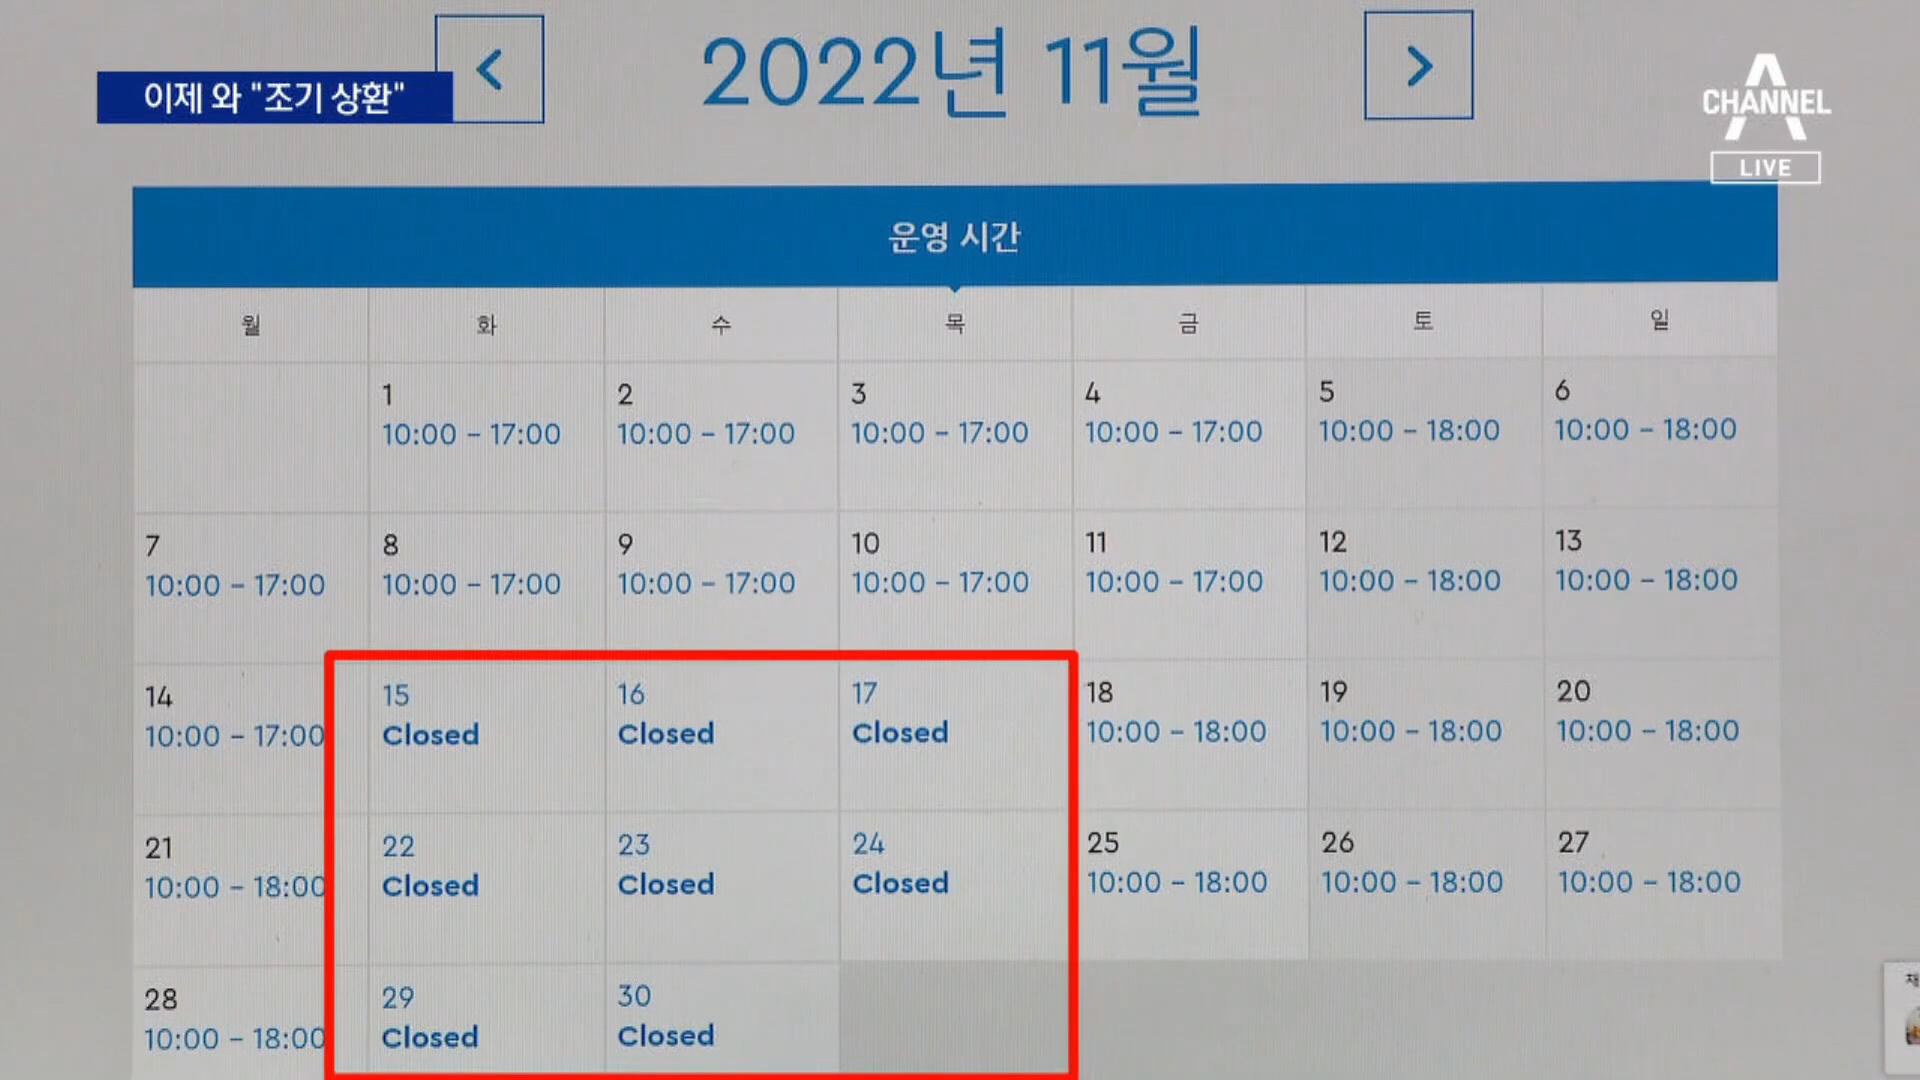 이제 와 "조기 상환"
2022년 11월
CHANNEL A
LIVE
운영 시간
월 화 수 목 금 토 일
1 2 3 4 5 6
10:00 – 17:00 10:00 – 17:00 10:00 – 17:00 10:00 – 17:00 10:00 – 18:00 10:00 – 18:00
7 8 9 10 11 12 13
10:00 – 17:00 10:00 – 17:00 10:00 – 17:00 10:00 – 17:00 10:00 – 17:00 10:00 – 18:00 10:00 – 18:00
14 15 16 17 18 19 20
10:00 – 17:00 Closed Closed Closed 10:00 – 18:00 10:00 – 18:00 10:00 – 18:00
21 22 23 24 25 26 27
10:00 – 18:00 Closed Closed Closed 10:00 – 18:00 10:00 – 18:00 10:00 – 18:00
28 29 30
10:00 – 18:00 Closed Closed